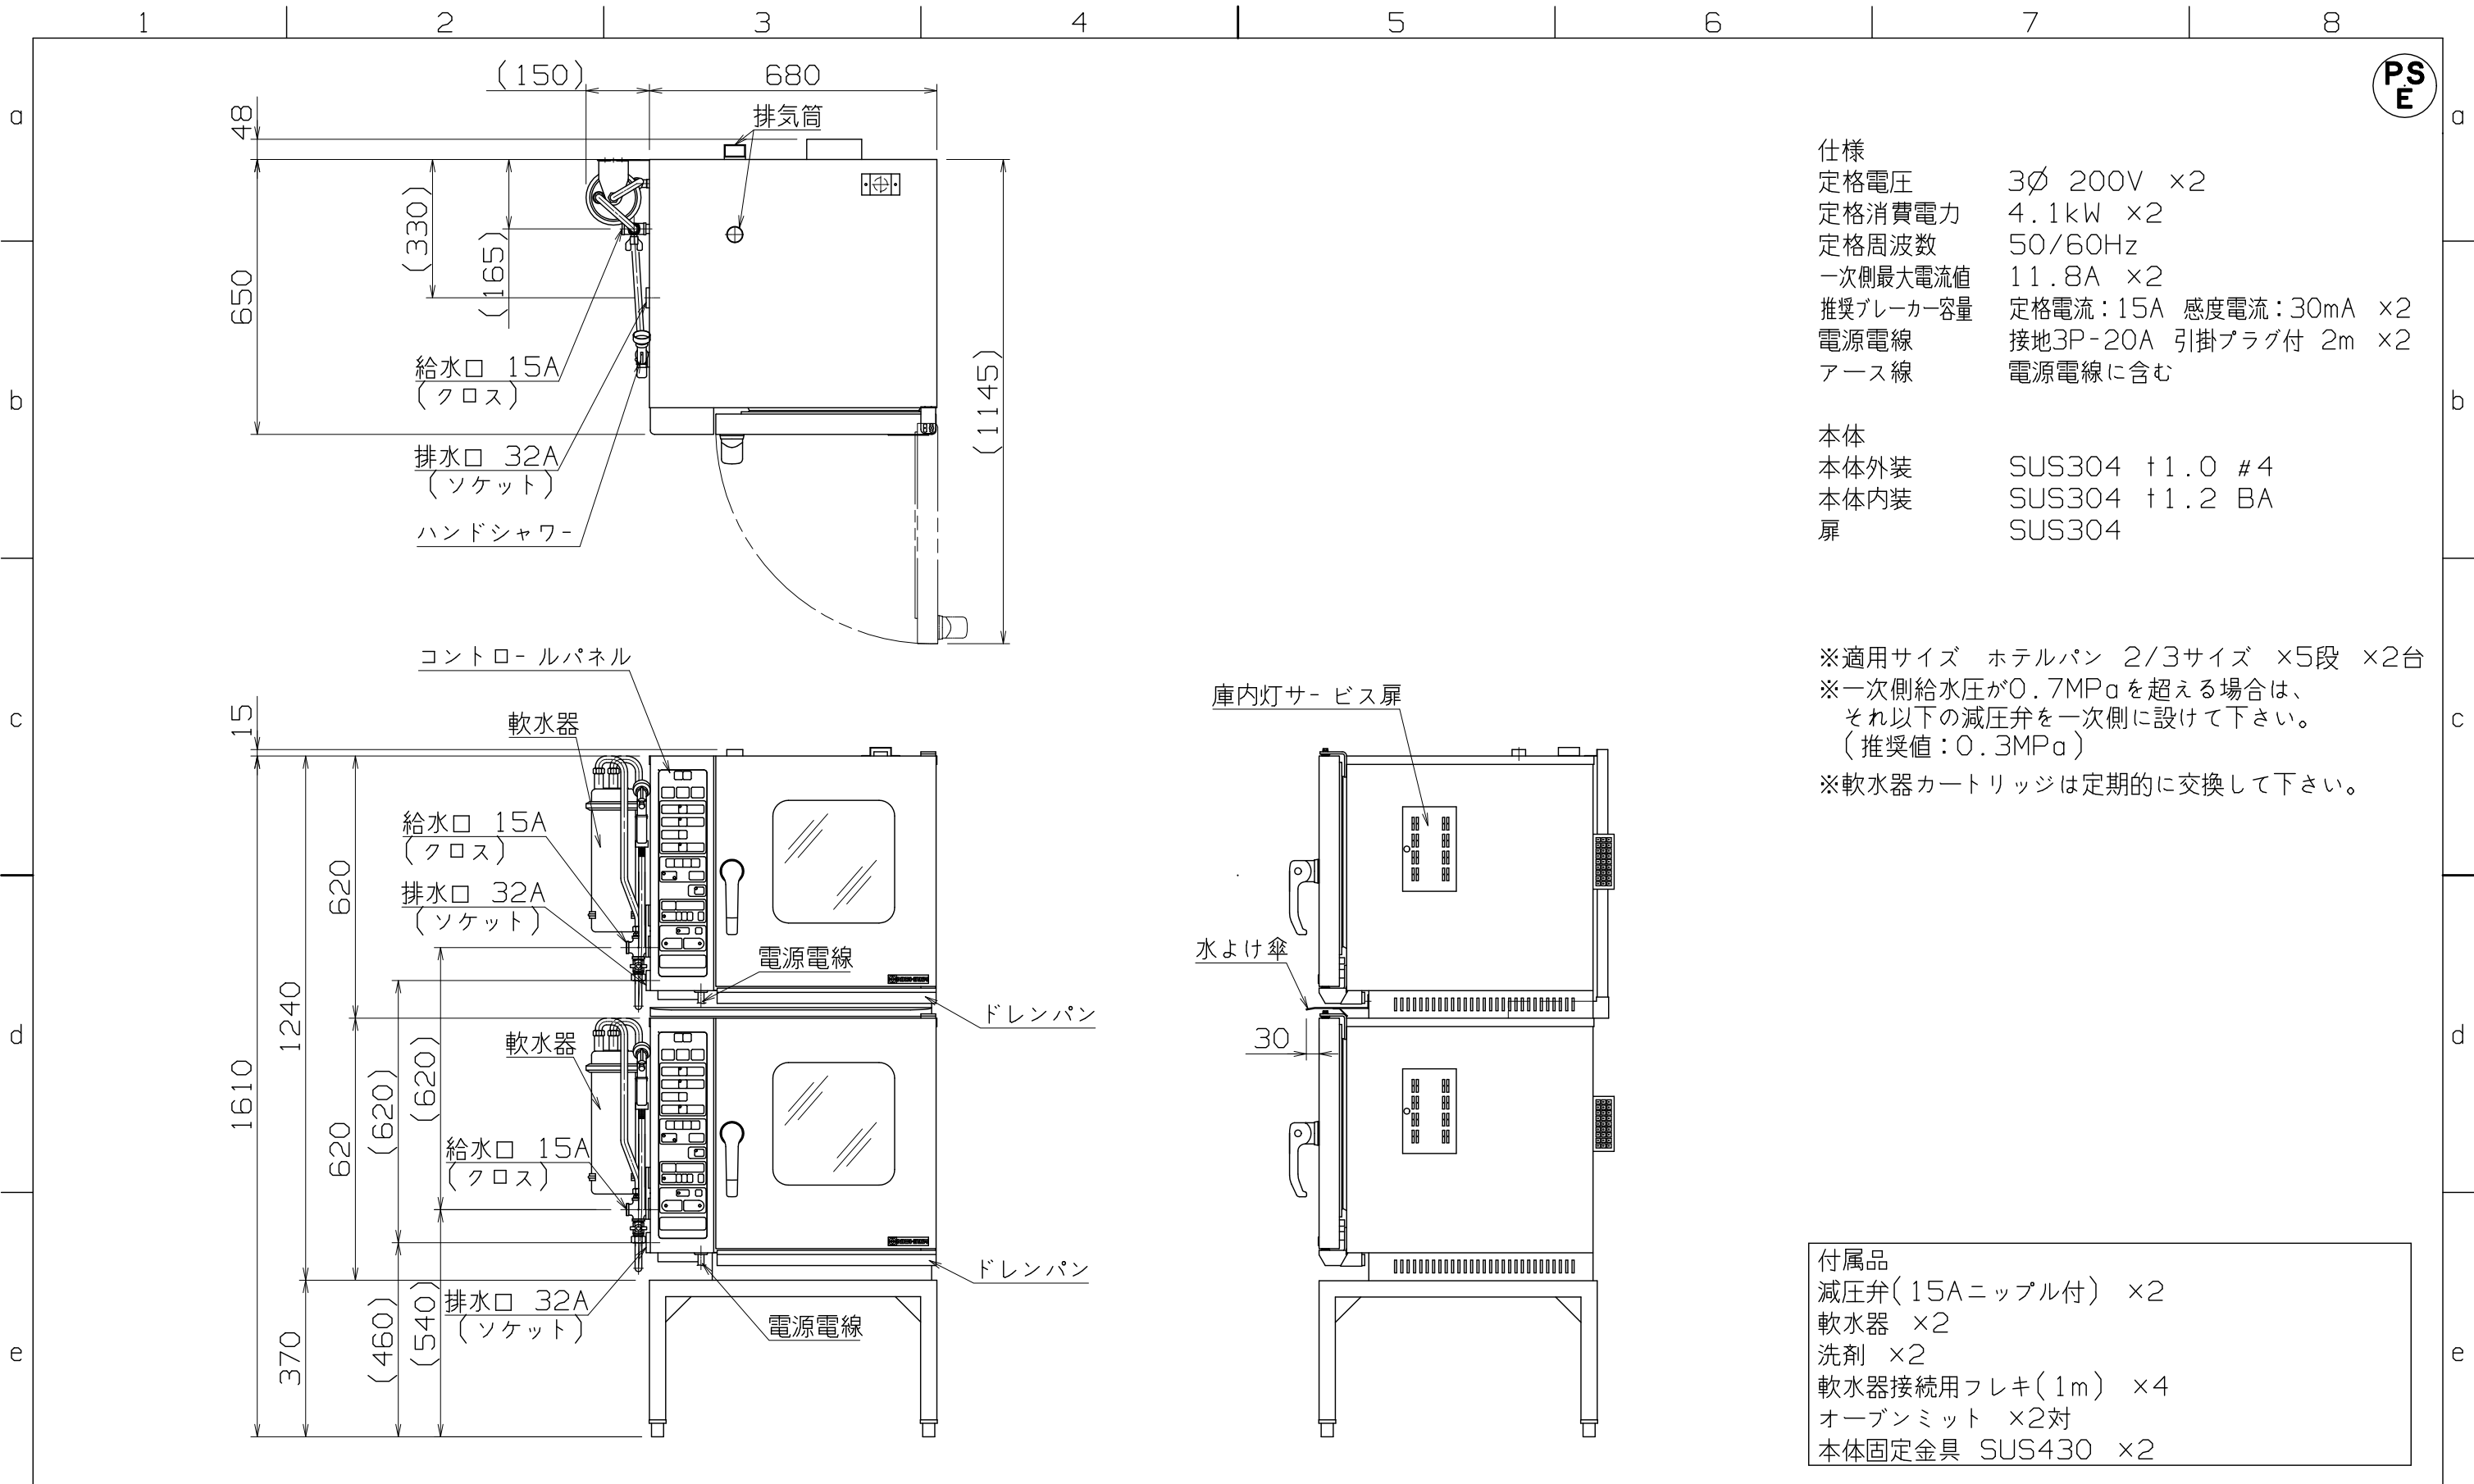 1 2 3 4 5 6 7 8
a
b
c
d
e
a
b
c
d
e
PS
E
(150)
680
48
排気筒
650
(330)
(165)
(1145)
給水口 15A
(クロス)
排水口 32A
(ソケット)
ハンドシャワー
仕様
定格電圧 3Ø 200V ×2
定格消費電力 4.1kW ×2
定格周波数 50/60Hz
一次側最大電流値 11.8A ×2
推奨ブレーカー容量 定格電流:15A 感度電流:30mA ×2
電源電線 接地3P-20A 引掛プラグ付 2m ×2
アース線 電源電線に含む
本体
本体外装 SUS304 t1.0 #4
本体内装 SUS304 t1.2 BA
扉 SUS304
※適用サイズ ホテルパン 2/3サイズ ×5段 ×2台
※一次側給水圧が0.7MPaを超える場合は、
それ以下の減圧弁を一次側に設けて下さい。
(推奨値:0.3MPa)
※軟水器カートリッジは定期的に交換して下さい。
コントロールパネル
15
軟水器
給水口 15A
(クロス)
排水口 32A
(ソケット)
電源電線
ドレンパン
620
1240
1610
620
(620)
(620)
軟水器
給水口 15A
(クロス)
排水口 32A
(ソケット)
電源電線
ドレンパン
370
(460)
(540)
庫内灯サービス扉
水よけ傘
30
付属品
減圧弁(15Aニップル付) ×2
軟水器 ×2
洗剤 ×2
軟水器接続用フレキ(1m) ×4
オーブンミット ×2対
本体固定金具 SUS430 ×2